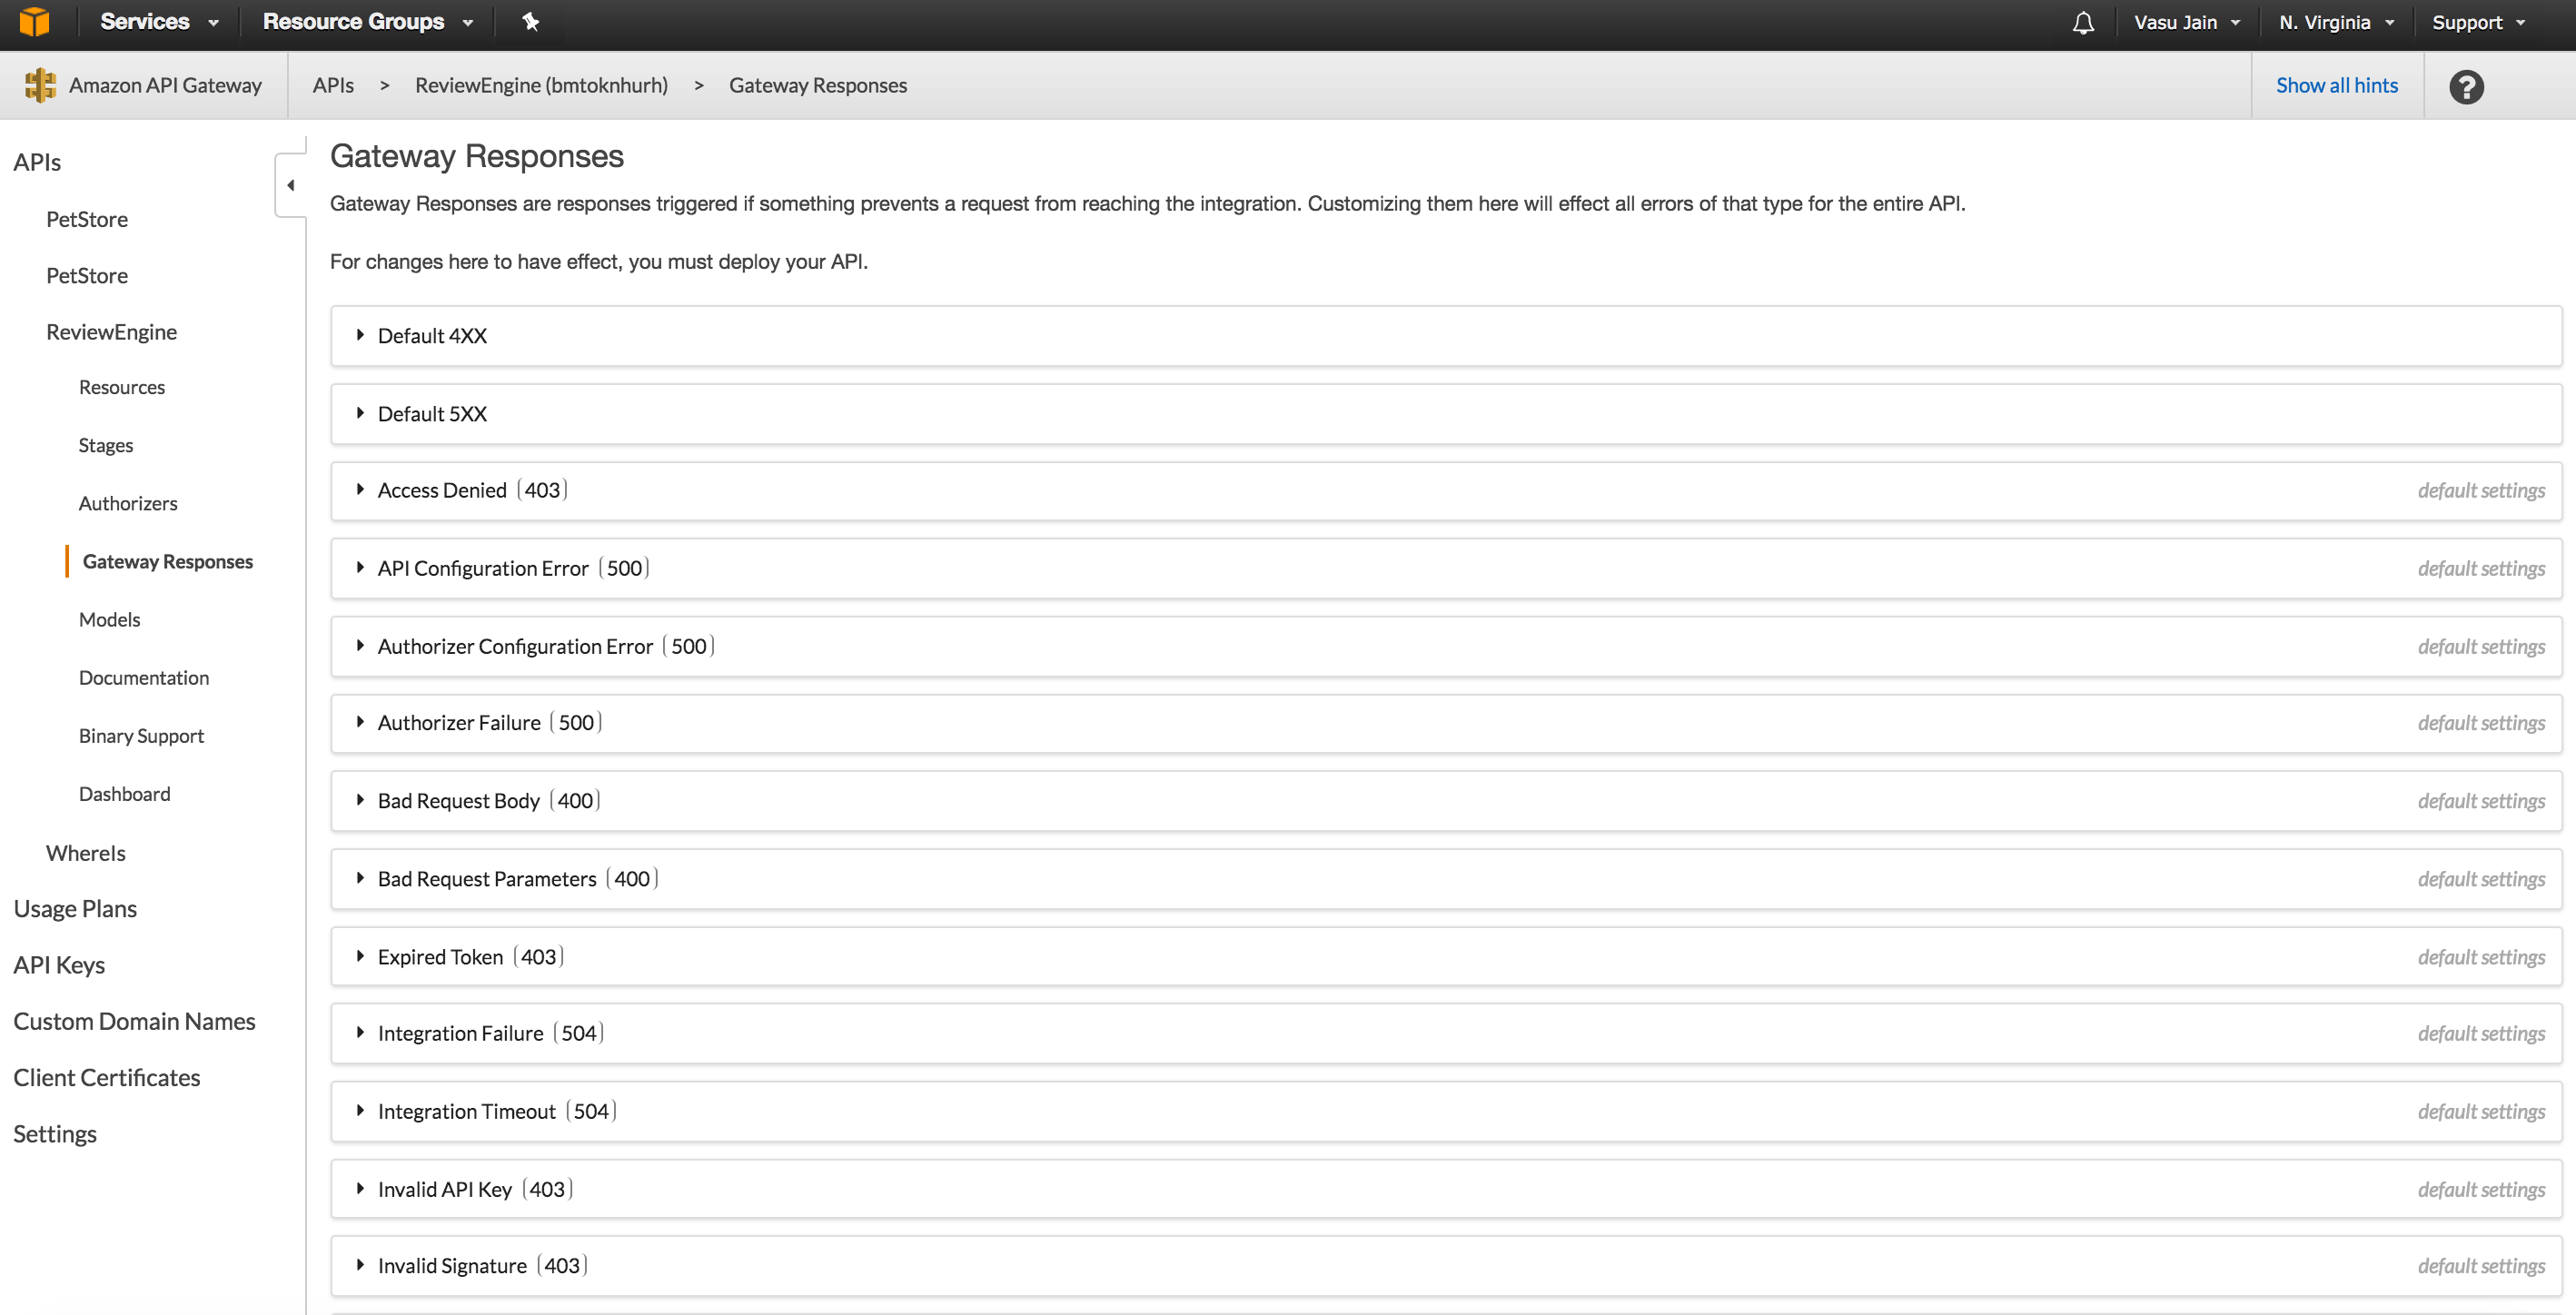 Services Resource Groups Vasu Jain N. Virginia Support
Amazon API Gateway APIs > ReviewEngine (bmtoknhurh) > Gateway Responses Show all hints ?
APIs
PetStore
PetStore
ReviewEngine
Resources
Stages
Authorizers
Gateway Responses
Models
Documentation
Binary Support
Dashboard
WhereIs
Usage Plans
API Keys
Custom Domain Names
Client Certificates
Settings
Gateway Responses
Gateway Responses are responses triggered if something prevents a request from reaching the integration. Customizing them here will effect all errors of that type for the entire API.
For changes here to have effect, you must deploy your API.
Default 4XX
Default 5XX
Access Denied (403) default settings
API Configuration Error (500) default settings
Authorizer Configuration Error (500) default settings
Authorizer Failure (500) default settings
Bad Request Body (400) default settings
Bad Request Parameters (400) default settings
Expired Token (403) default settings
Integration Failure (504) default settings
Integration Timeout (504) default settings
Invalid API Key (403) default settings
Invalid Signature (403) default settings